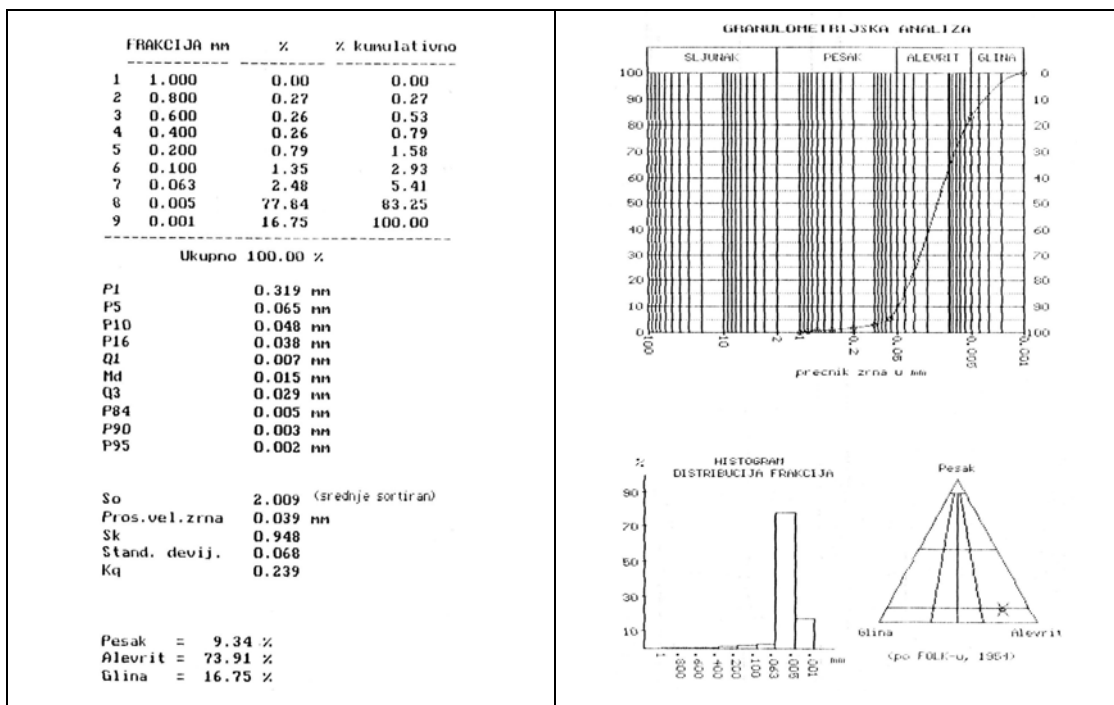 FRAKCIJA mm % % kumulativno
1 1.000 0.00 0.00
2 0.800 0.27 0.27
3 0.600 0.26 0.53
4 0.400 0.26 0.79
5 0.200 0.79 1.58
6 0.100 1.35 2.93
7 0.063 2.48 5.41
8 0.005 77.84 83.25
9 0.001 16.75 100.00
Ukupno 100.00 %
P1 0.319 mm
P5 0.065 mm
P10 0.048 mm
P16 0.038 mm
Q1 0.007 mm
Md 0.015 mm
Q3 0.029 mm
P84 0.005 mm
P90 0.003 mm
P95 0.002 mm
So 2.009 (srednje sortiran)
Pros.vel.zrna 0.039 mm
Sk 0.948
Stand. devij. 0.068
Kq 0.239
Pesak = 9.34 %
Alevrit = 73.91 %
Glina = 16.75 %
GRANULOMETRIJSKA ANALIZA
SLJUNAK PESAK ALEVRIT GLINA
100 0
90 10
80 20
70 30
60 40
50 50
40 60
30 70
20 80
10 90
0 100
100 10 2 1 0.2 0.06 0.005 0.001
precnik zrna u mm
HISTOGRAM
DISTRIBUCIJA FRAKCIJA
%
90
70
50
30
10
1 .800 .600 .400 .200 .100 .063 .005 .001 mm
Pesak
Glina Alevrit
(po FOLK-u, 1954)